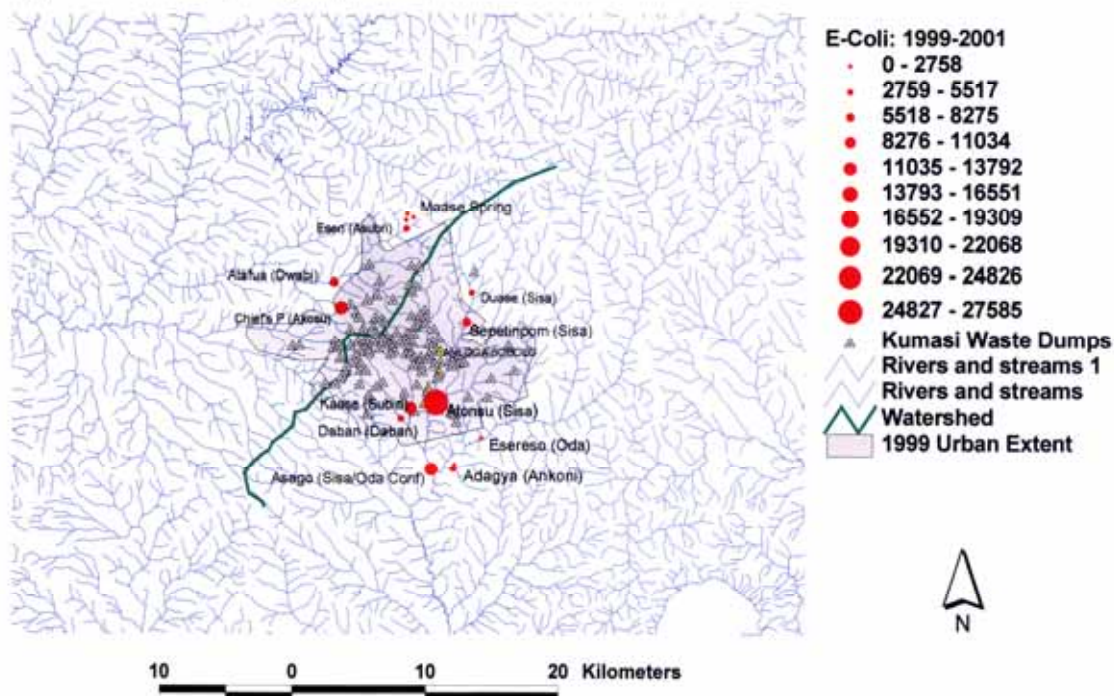 E-Coli: 1999-2001
0 - 2758
2759 - 5517
5518 - 8275
8276 - 11034
11035 - 13792
13793 - 16551
16552 - 19309
19310 - 22068
22069 - 24826
24827 - 27585
Kumasi Waste Dumps
Rivers and streams 1
Rivers and streams
Watershed
1999 Urban Extent
Maase Spring
Esen (Asubri)
Atafua (Dwabi)
Duase (Sisa)
Chief's P (Akosu)
Sepetinpom (Sisa)
Kaase (Subin)
Atonsu (Sisa)
Daban (Daban)
Esereso (Oda)
Asago (Sisa/Oda Conf)
Adagya (Ankoni)
N
10 0 10 20 Kilometers